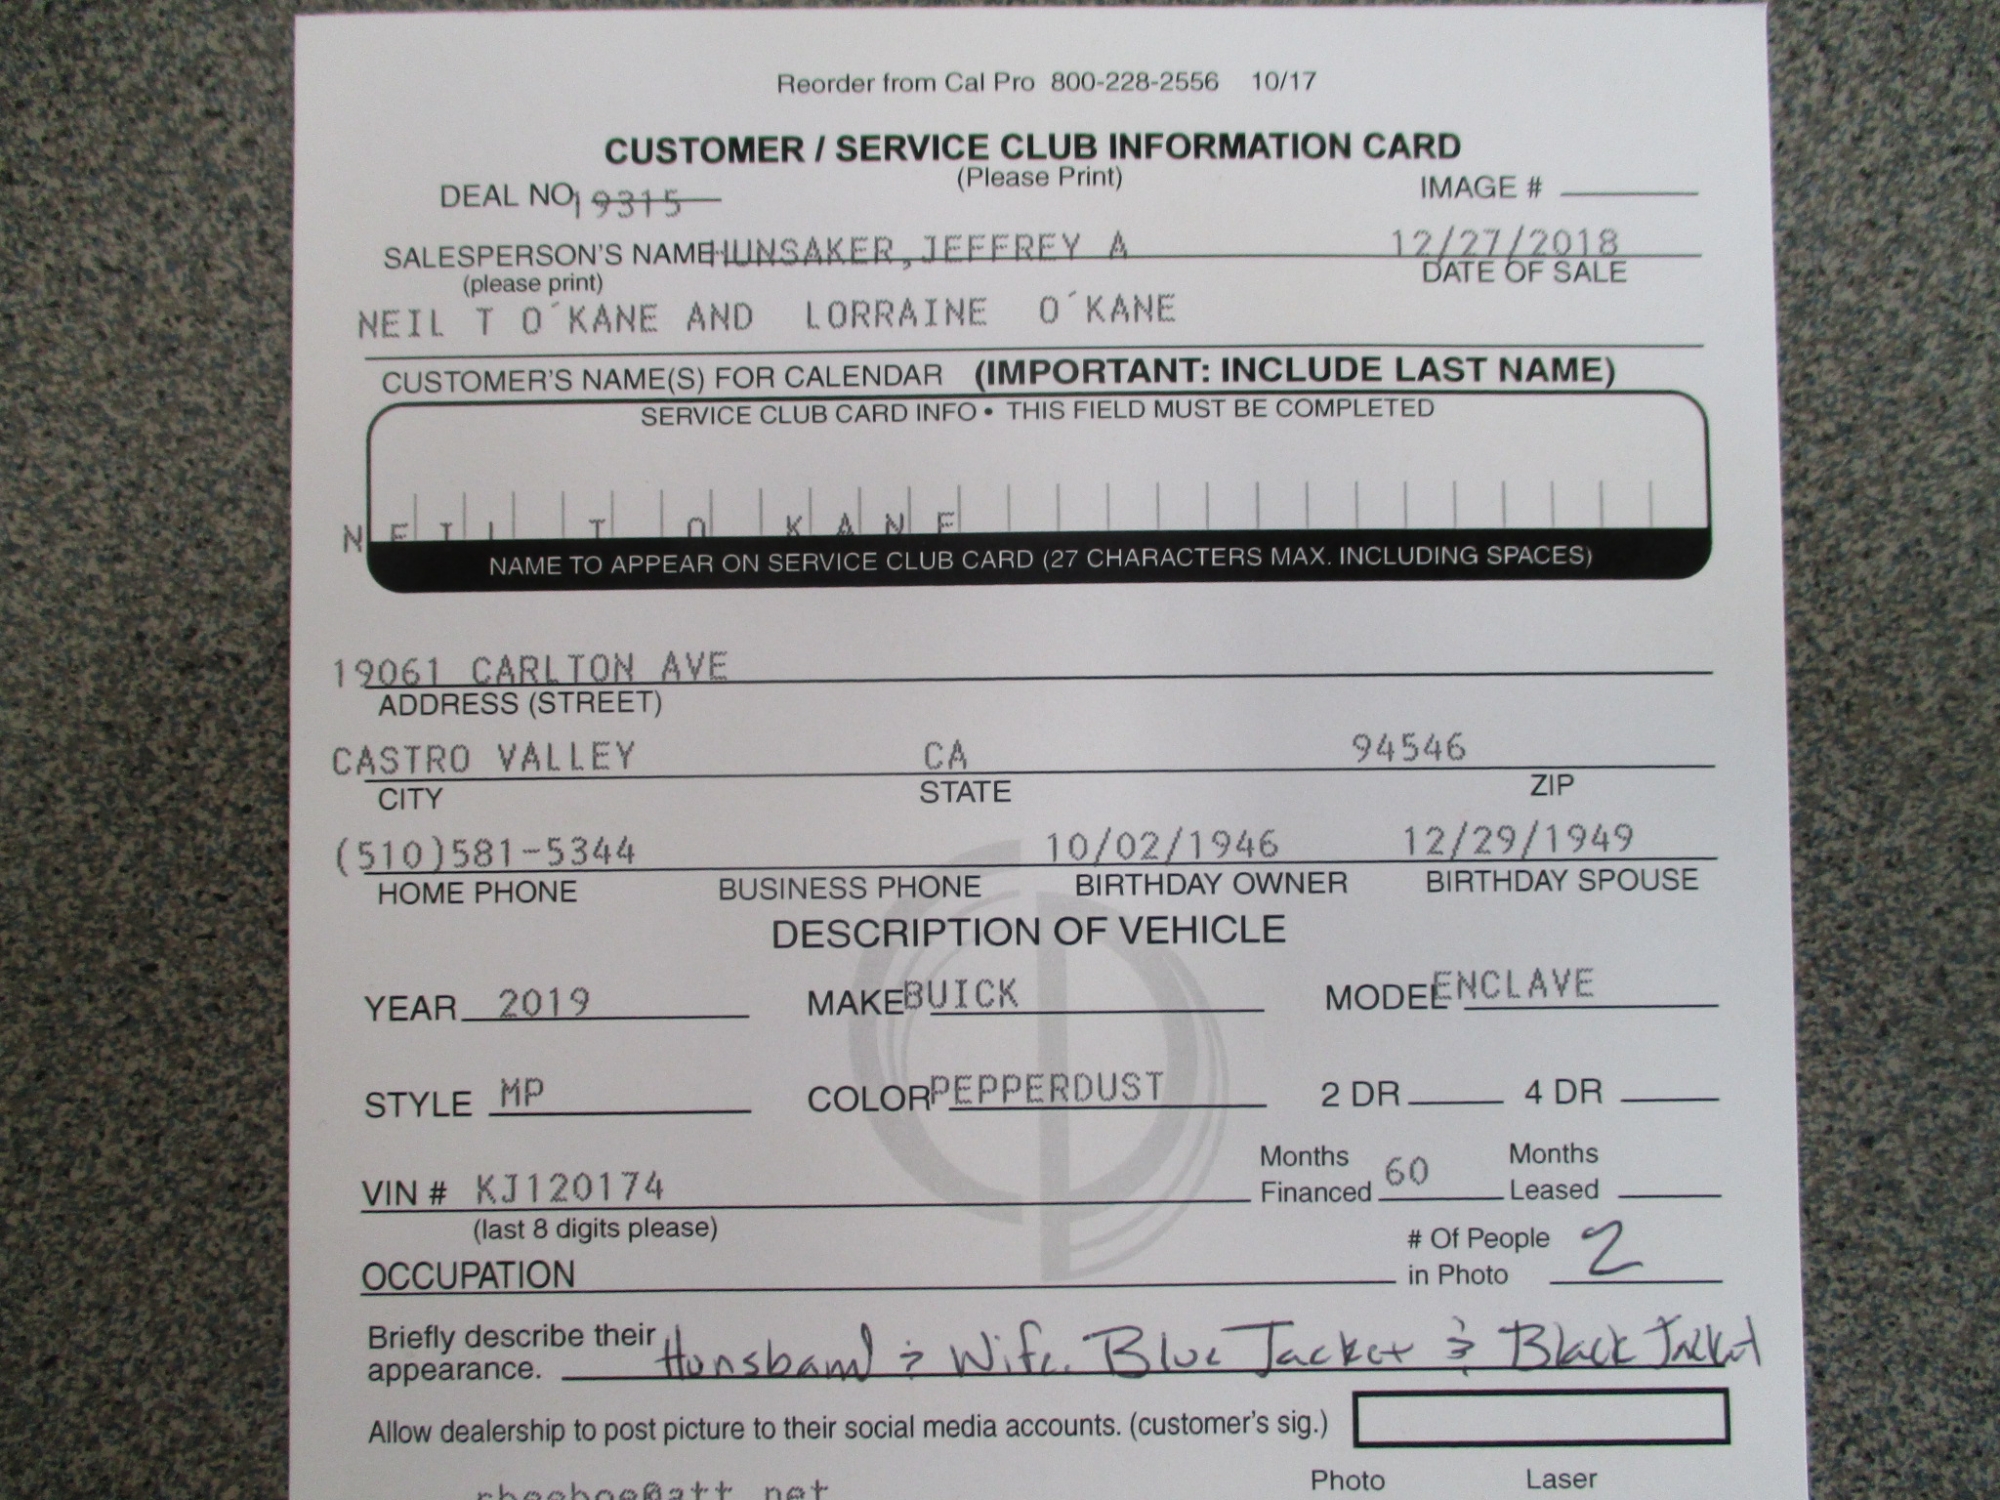 Reorder from Cal Pro 800-228-2556 10/17
CUSTOMER / SERVICE CLUB INFORMATION CARD
(Please Print)
DEAL NO. 19315 IMAGE #
SALESPERSON'S NAME HUNSAKER, JEFFREY A 12/27/2018
(please print) DATE OF SALE
NEIL T O´KANE AND LORRAINE O´KANE
CUSTOMER'S NAME(S) FOR CALENDAR (IMPORTANT: INCLUDE LAST NAME)
SERVICE CLUB CARD INFO • THIS FIELD MUST BE COMPLETED
NEIL T O KANE
NAME TO APPEAR ON SERVICE CLUB CARD (27 CHARACTERS MAX. INCLUDING SPACES)
19061 CARLTON AVE
ADDRESS (STREET)
CASTRO VALLEY CA 94546
CITY STATE ZIP
(510)581-5344 10/02/1946 12/29/1949
HOME PHONE BUSINESS PHONE BIRTHDAY OWNER BIRTHDAY SPOUSE
DESCRIPTION OF VEHICLE
YEAR 2019 MAKE BUICK MODEL ENCLAVE
STYLE MP COLOR PEPPERDUST 2 DR 4 DR
VIN # KJ120174 Months Financed 60 Months Leased
(last 8 digits please)
OCCUPATION # Of People in Photo 2
Briefly describe their appearance. Hunsband & Wife. Blue Jacket & Black Jacket
Allow dealership to post picture to their social media accounts. (customer's sig.)
Photo Laser